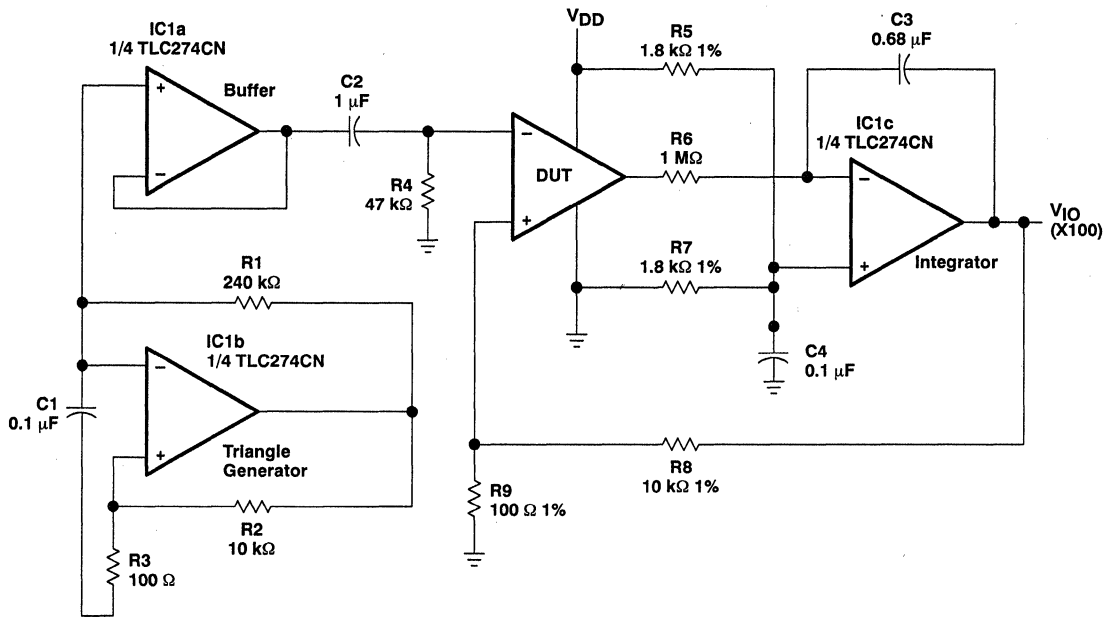 IC1a
1/4 TLC274CN
+
−
Buffer
C2
1 μF
R4
47 kΩ
R1
240 kΩ
IC1b
1/4 TLC274CN
−
+
Triangle
Generator
C1
0.1 μF
R2
10 kΩ
R3
100 Ω
VDD
−
DUT
+
R5
1.8 kΩ 1%
R6
1 MΩ
R7
1.8 kΩ 1%
C3
0.68 μF
IC1c
1/4 TLC274CN
−
+
Integrator
VIO
(X100)
C4
0.1 μF
R8
10 kΩ 1%
R9
100 Ω 1%